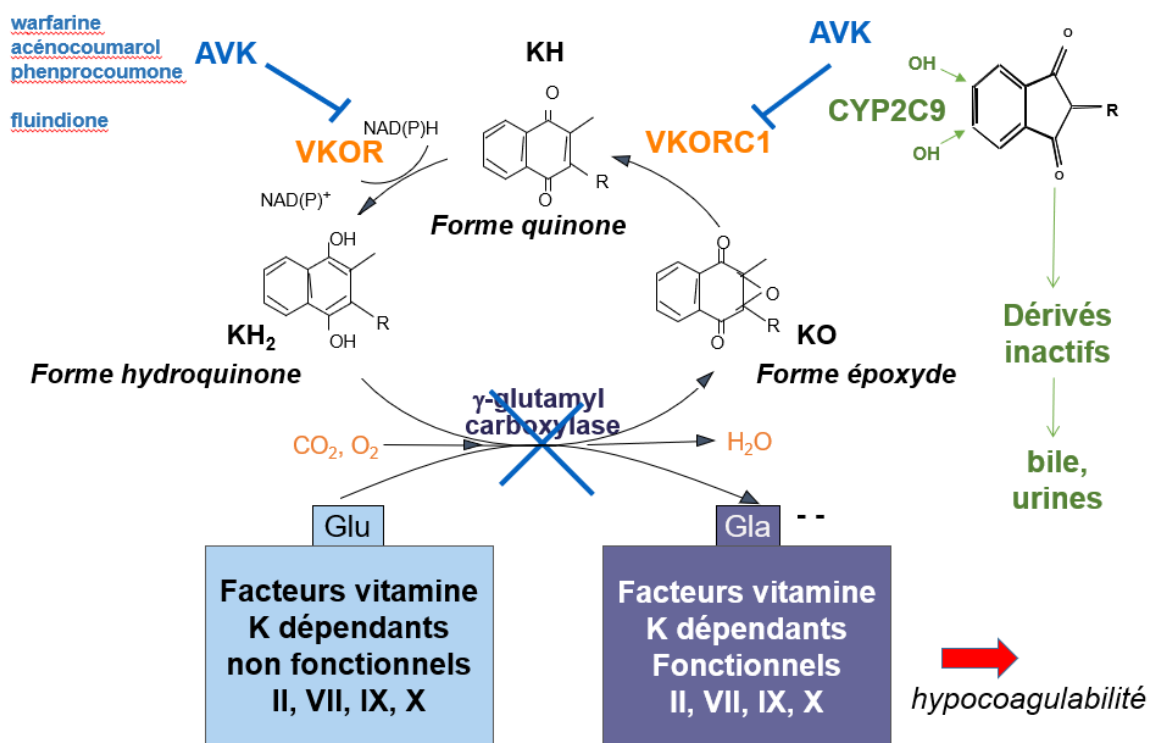 warfarine
acénocoumarol
phenprocoumone
fluindione
AVK
KH
AVK
OH
CYP2C9
OH
O
O
R
VKOR
NAD(P)H
NAD(P)+
O
O
R
Forme quinone
VKORC1
OH
OH
R
KH2
Forme hydroquinone
O
O
O
R
KO
Forme époxyde
Dérivés
inactifs
bile,
urines
γ-glutamyl
carboxylase
CO2, O2
H2O
Glu
Facteurs vitamine
K dépendants
non fonctionnels
II, VII, IX, X
Gla
- -
Facteurs vitamine
K dépendants
Fonctionnels
II, VII, IX, X
hypocoagulabilité